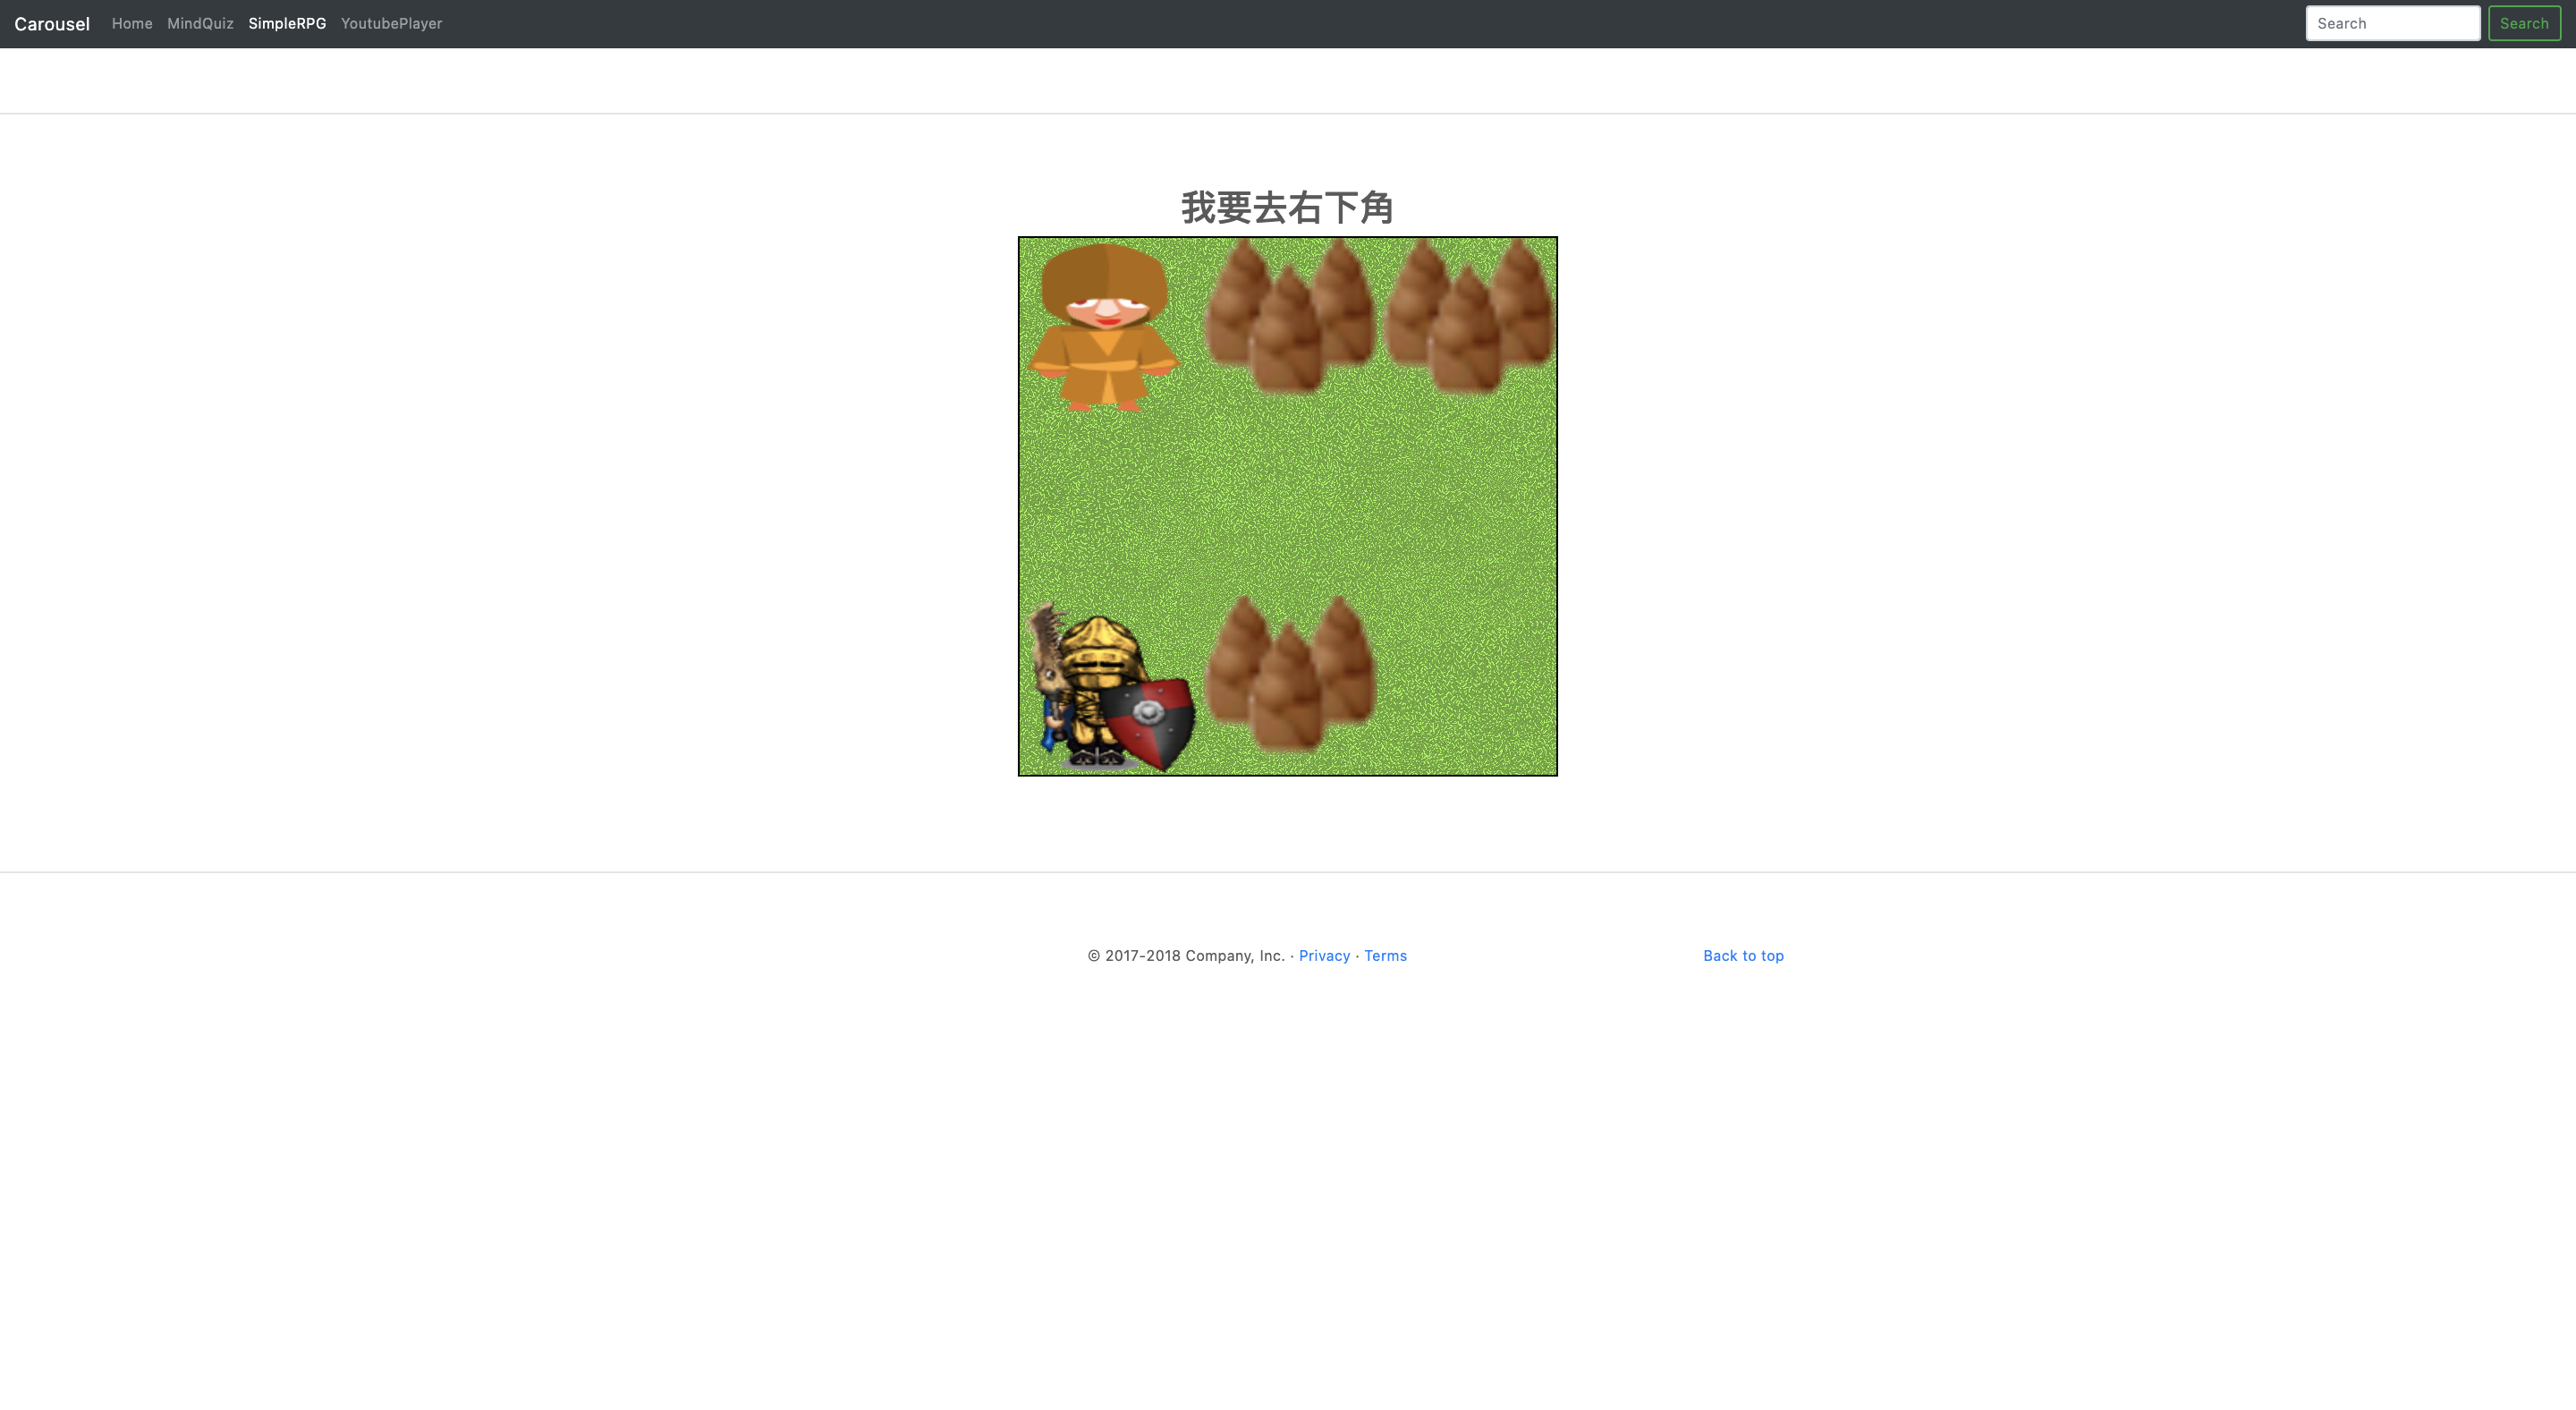 Carousel Home MindQuiz SimpleRPG YoutubePlayer Search Search
我要去右下角
© 2017-2018 Company, Inc. · Privacy · Terms Back to top